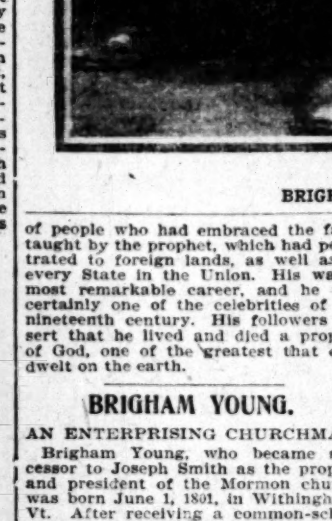 BRIGH
of people who had embraced the f
taught by the prophet, which had p
trated to foreign lands, as well as
every State in the Union. His wa
most remarkable career, and he
certainly one of the celebrities of
nineteenth century. His followers
sert that he lived and died a prop
of God, one of the greatest that
dwelt on the earth.
BRIGHAM YOUNG.
AN ENTERPRISING CHURCHMA
Brigham Young, who became
cessor to Joseph Smith as the prop
and president of the Mormon chu
was born June 1, 1801, in Withingh
Vt. After receiving a common-scl